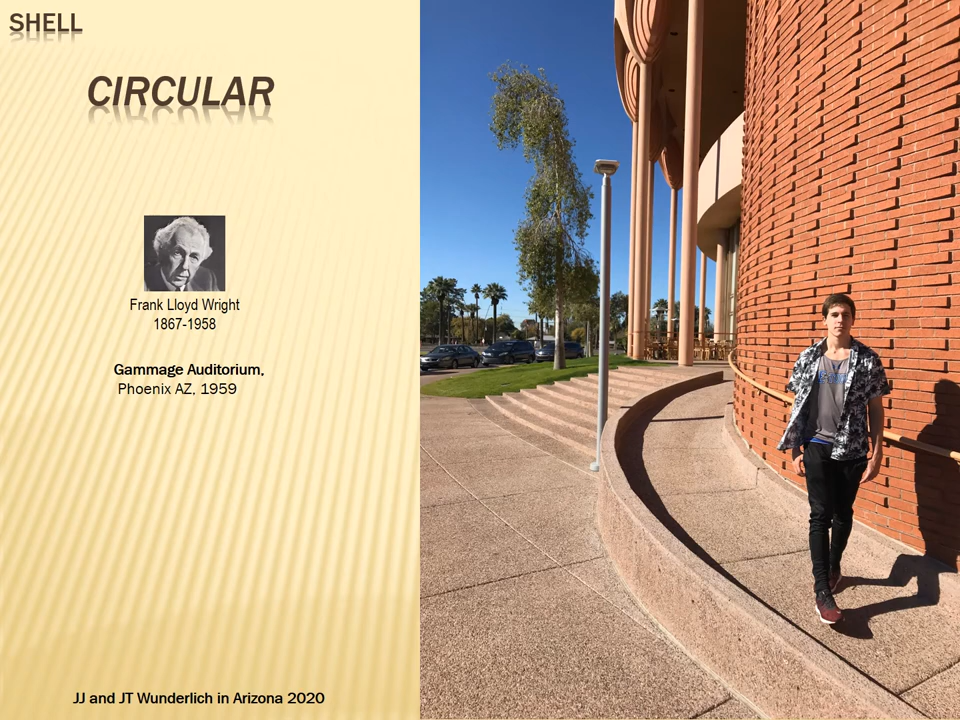 SHELL
CIRCULAR
Frank Lloyd Wright
1867-1958
Gammage Auditorium,
Phoenix AZ, 1959
JJ and JT Wunderlich in Arizona 2020